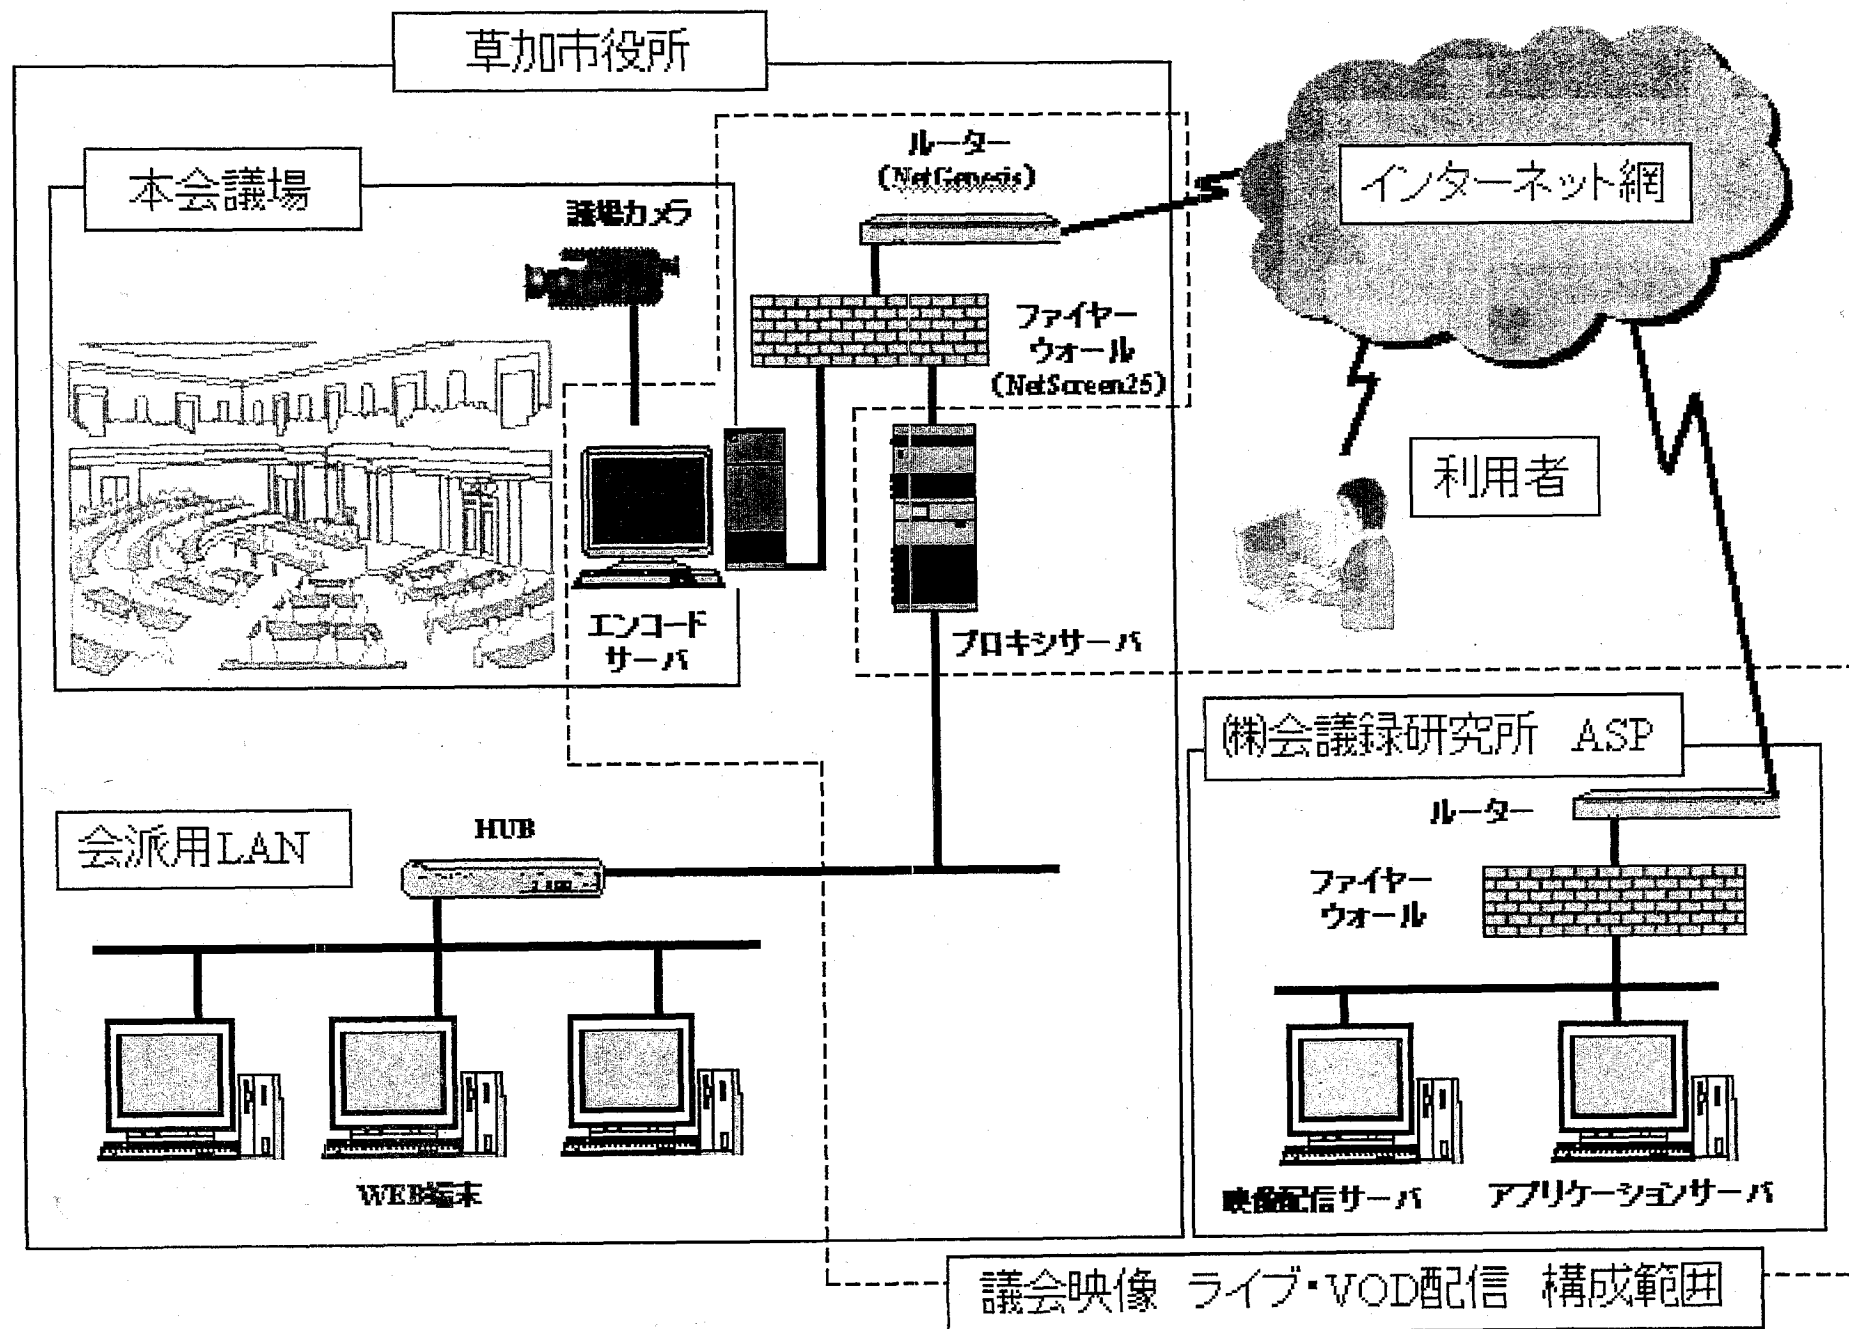 草加市役所
本会議場
議場カメラ
ルーター
(NetGenesis)
インターネット網
ファイヤー
ウォール
(NetScreen25)
利用者
エンコード
サーバ
プロキシサーバ
㈱会議録研究所 ASP
ルーター
会派用LAN
HUB
ファイヤー
ウォール
WEB端末
映像配信サーバ
アプリケーションサーバ
議会映像 ライブ・VOD配信 構成範囲